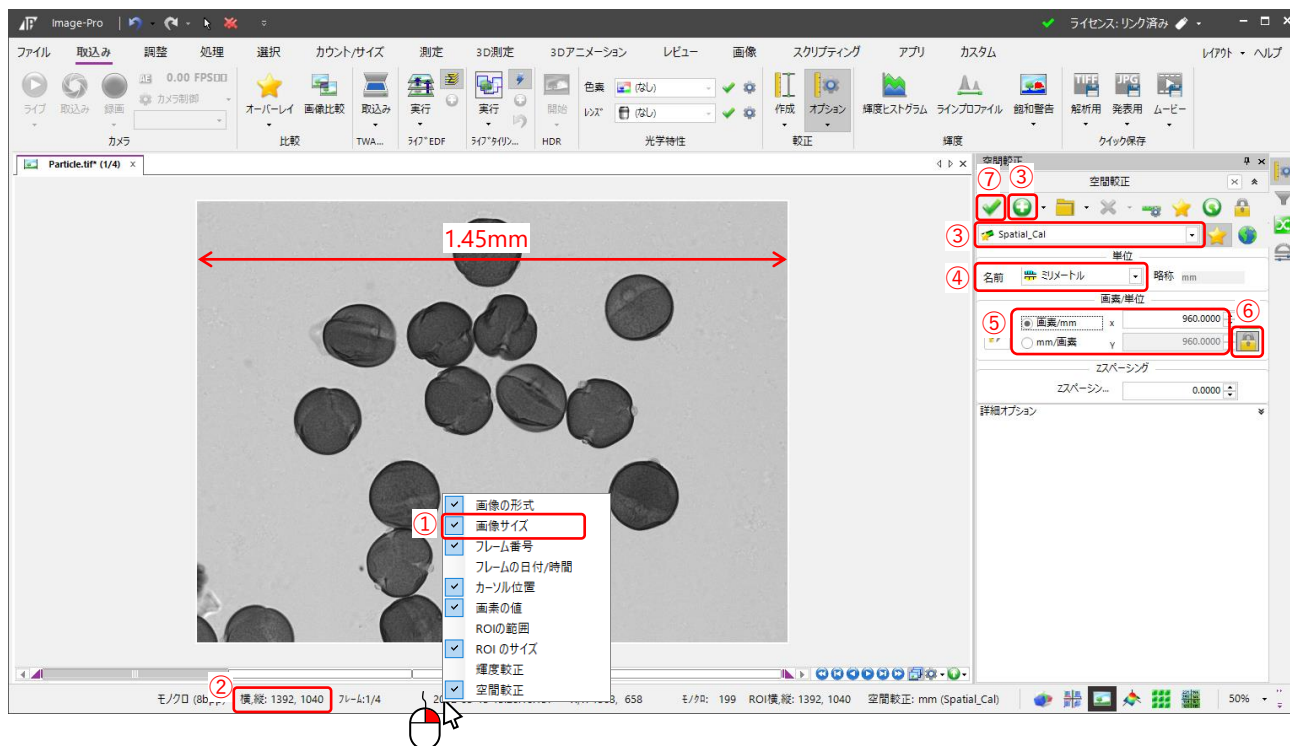 Image-Pro
ライセンス: リンク済み
ファイル 取込み 調整 処理 選択 カウント/サイズ 測定 3D測定 3Dアニメーション レビュー 画像 スクリプティング アプリ カスタム レイアウト ヘルプ
0.00 FPS
カメラ制御
ライブ 取込み 録画 オーバーレイ 画像比較 取込み 実行 実行 開始
色素 (なし)
レンズ (なし)
作成 オプション 輝度ヒストグラム ラインプロファイル 飽和警告
TIFF JPG
解析用 発表用 ムービー
カメラ 比較 TWA... ライブEDF HDR 光学特性 較正 輝度 クイック保存
Particle.tif* (1/4) ×
空間較正
空間較正
⑦ ③
③ Spatial_Cal
単位
④ 名前 ミリメートル 略称 mm
画素/単位
⑤ 画素/mm x 960.0000 ⑥
mm/画素 y 960.0000
Zスペーシング
Zスペーシン... 0.0000
詳細オプション
1.45mm
画像の形式
① 画像サイズ
フレーム番号
フレームの日付/時間
カーソル位置
画素の値
ROIの範囲
ROI のサイズ
輝度較正
空間較正
②
モノクロ (8b 横,縦: 1392, 1040 フレーム:1/4 658 モノクロ: 199 ROI横,縦: 1392, 1040 空間較正: mm (Spatial_Cal) 50%